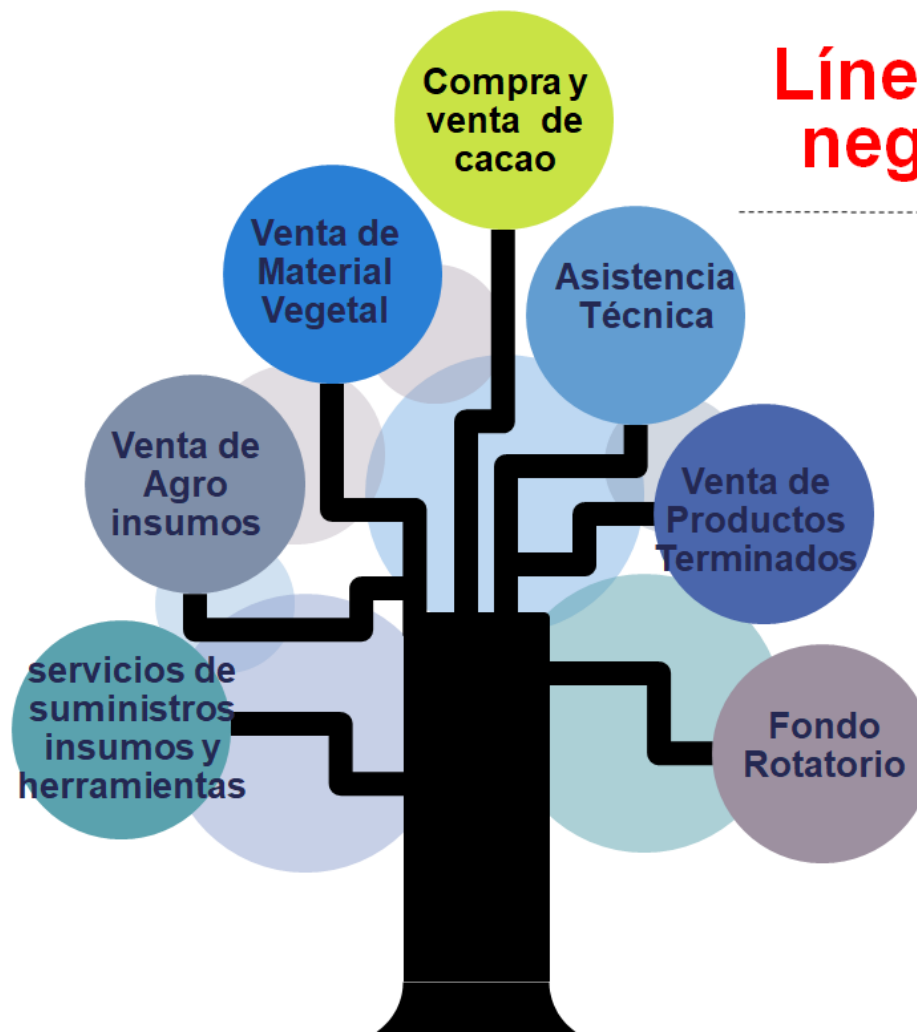 Compra y
venta de
cacao
Líne
neg
Venta de
Material
Vegetal
Asistencia
Técnica
Venta de
Agro
insumos
Venta de
Productos
Terminados
servicios de
suministros
insumos y
herramientas
Fondo
Rotatorio